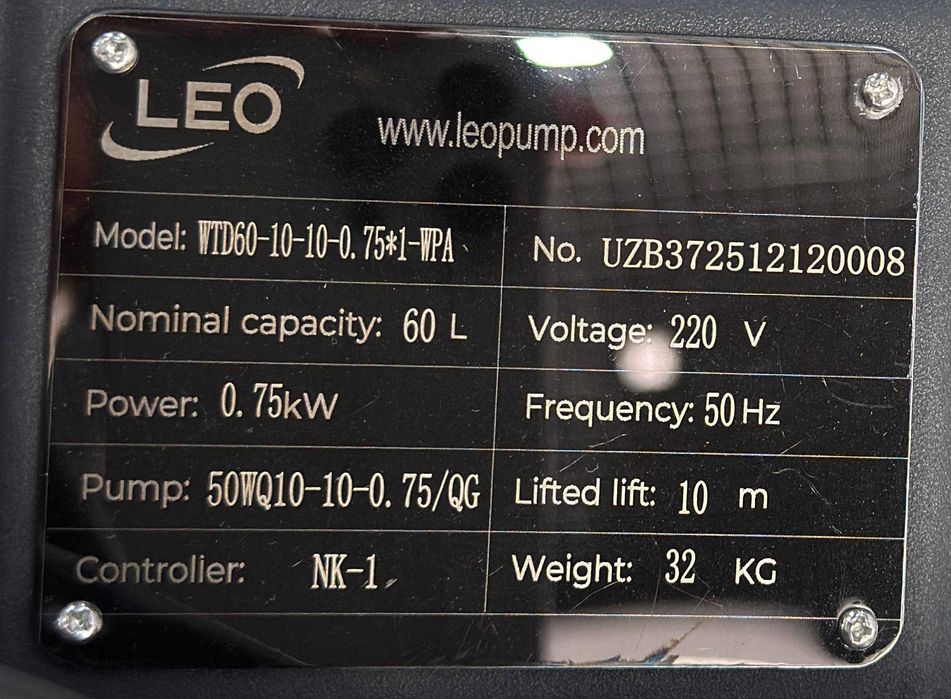 LEO
www.leopump.com
Model: WTD60-10-10-0.75*1-WPA
No. UZB372512120008
Nominal capacity: 60 L
Voltage: 220 V
Power: 0.75kW
Frequency: 50 Hz
Pump: 50WQ10-10-0.75/QG
Lifted lift: 10 m
Controlier: NK-1
Weight: 32 KG